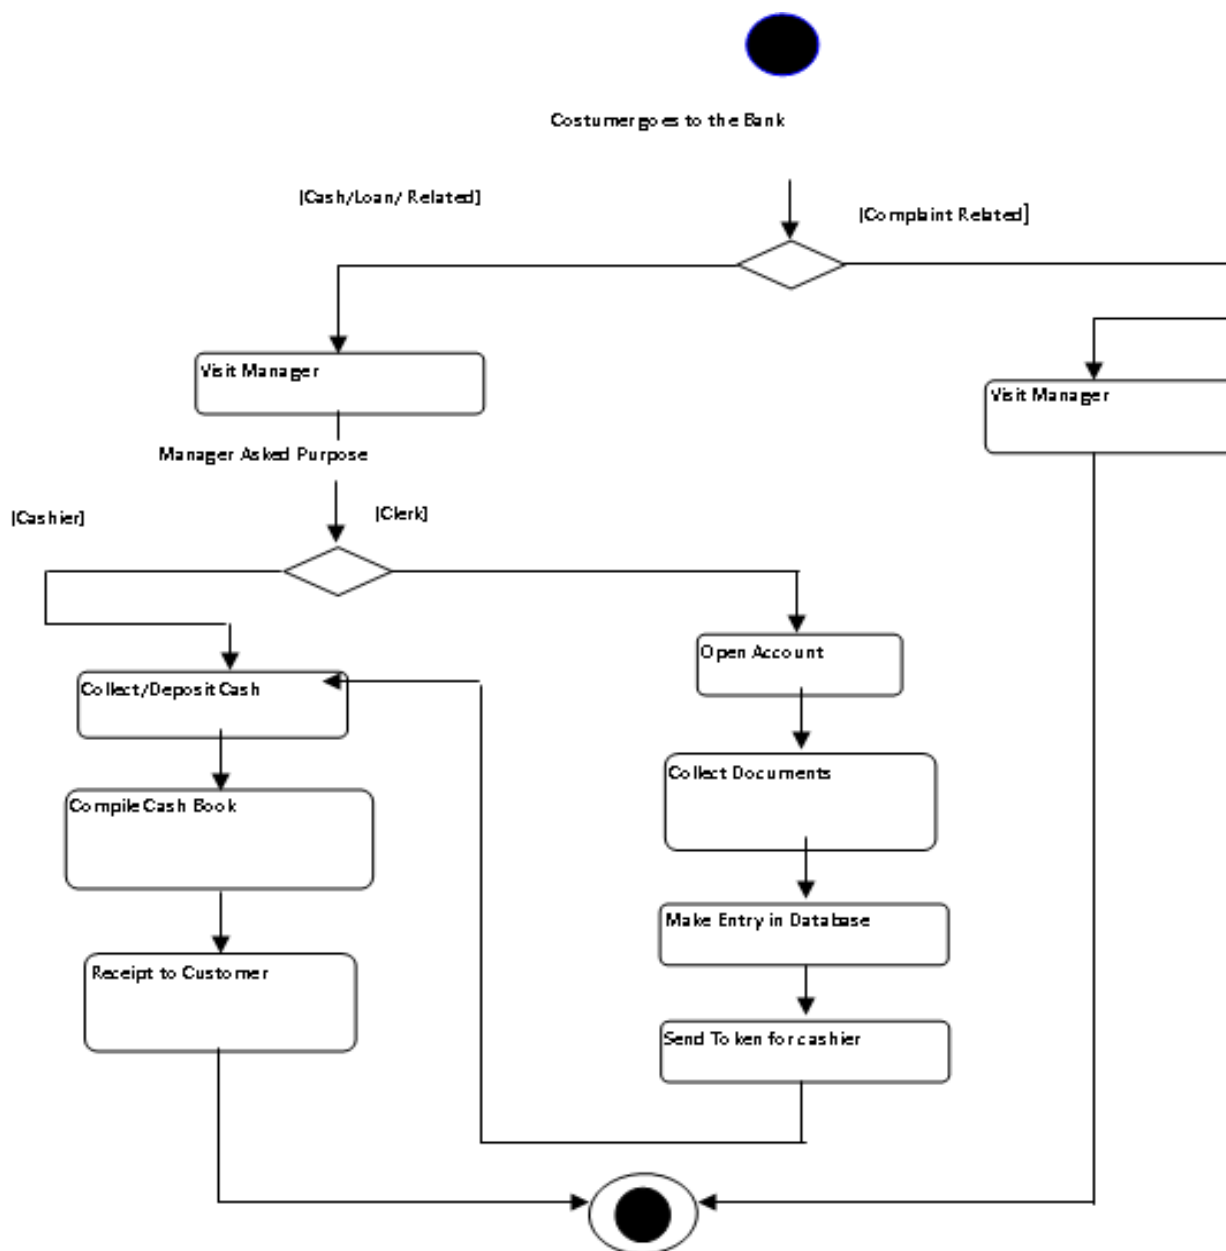 Costumer goes to the Bank
[Cash/Loan/ Related]
[Complaint Related]
Visit Manager
Visit Manager
Manager Asked Purpose
[Cashier]
[Clerk]
Open Account
Collect/Deposit Cash
Collect Documents
Compile Cash Book
Make Entry in Database
Receipt to Customer
Send Token for cashier